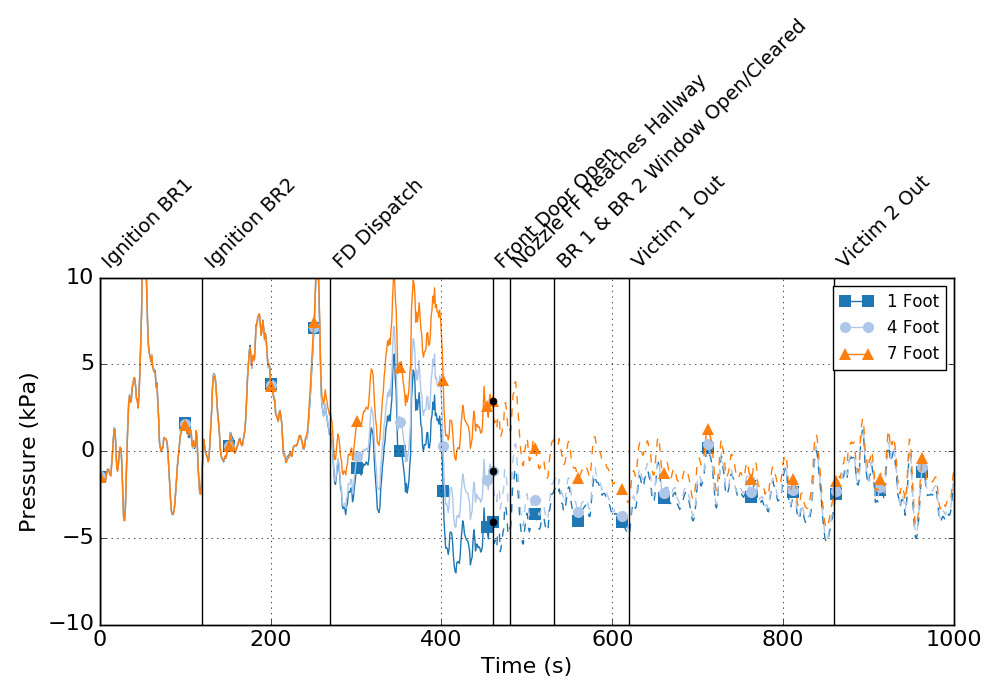 Ignition BR1
Ignition BR2
FD Dispatch
Front Door Open
Nozzle FF Reaches Hallway
BR 1 & BR 2 Window Open/Cleared
Victim 1 Out
Victim 2 Out
10
5
0
−5
−10
Pressure (kPa)
1 Foot
4 Foot
7 Foot
0
200
400
600
800
1000
Time (s)